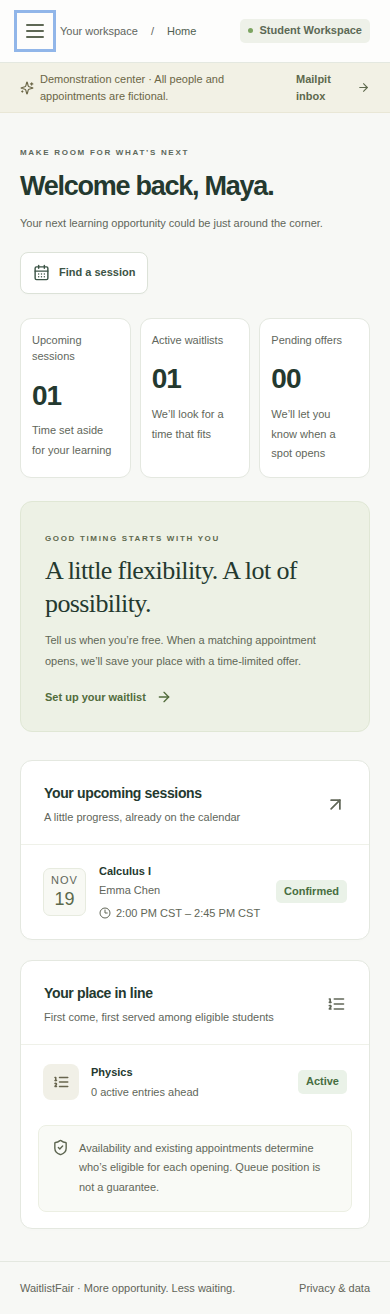 Your workspace / Home
Student Workspace
Demonstration center · All people and
appointments are fictional.
Mailpit
inbox
MAKE ROOM FOR WHAT'S NEXT
Welcome back, Maya.
Your next learning opportunity could be just around the corner.
Find a session
Upcoming
sessions
01
Time set aside
for your learning
Active waitlists
01
We'll look for a
time that fits
Pending offers
00
We'll let you
know when a
spot opens
GOOD TIMING STARTS WITH YOU
A little flexibility. A lot of
possibility.
Tell us when you're free. When a matching appointment
opens, we'll save your place with a time-limited offer.
Set up your waitlist
Your upcoming sessions
A little progress, already on the calendar
NOV
19
Calculus I
Emma Chen
2:00 PM CST – 2:45 PM CST
Confirmed
Your place in line
First come, first served among eligible students
Physics
0 active entries ahead
Active
Availability and existing appointments determine
who's eligible for each opening. Queue position is
not a guarantee.
WaitlistFair · More opportunity. Less waiting.
Privacy & data